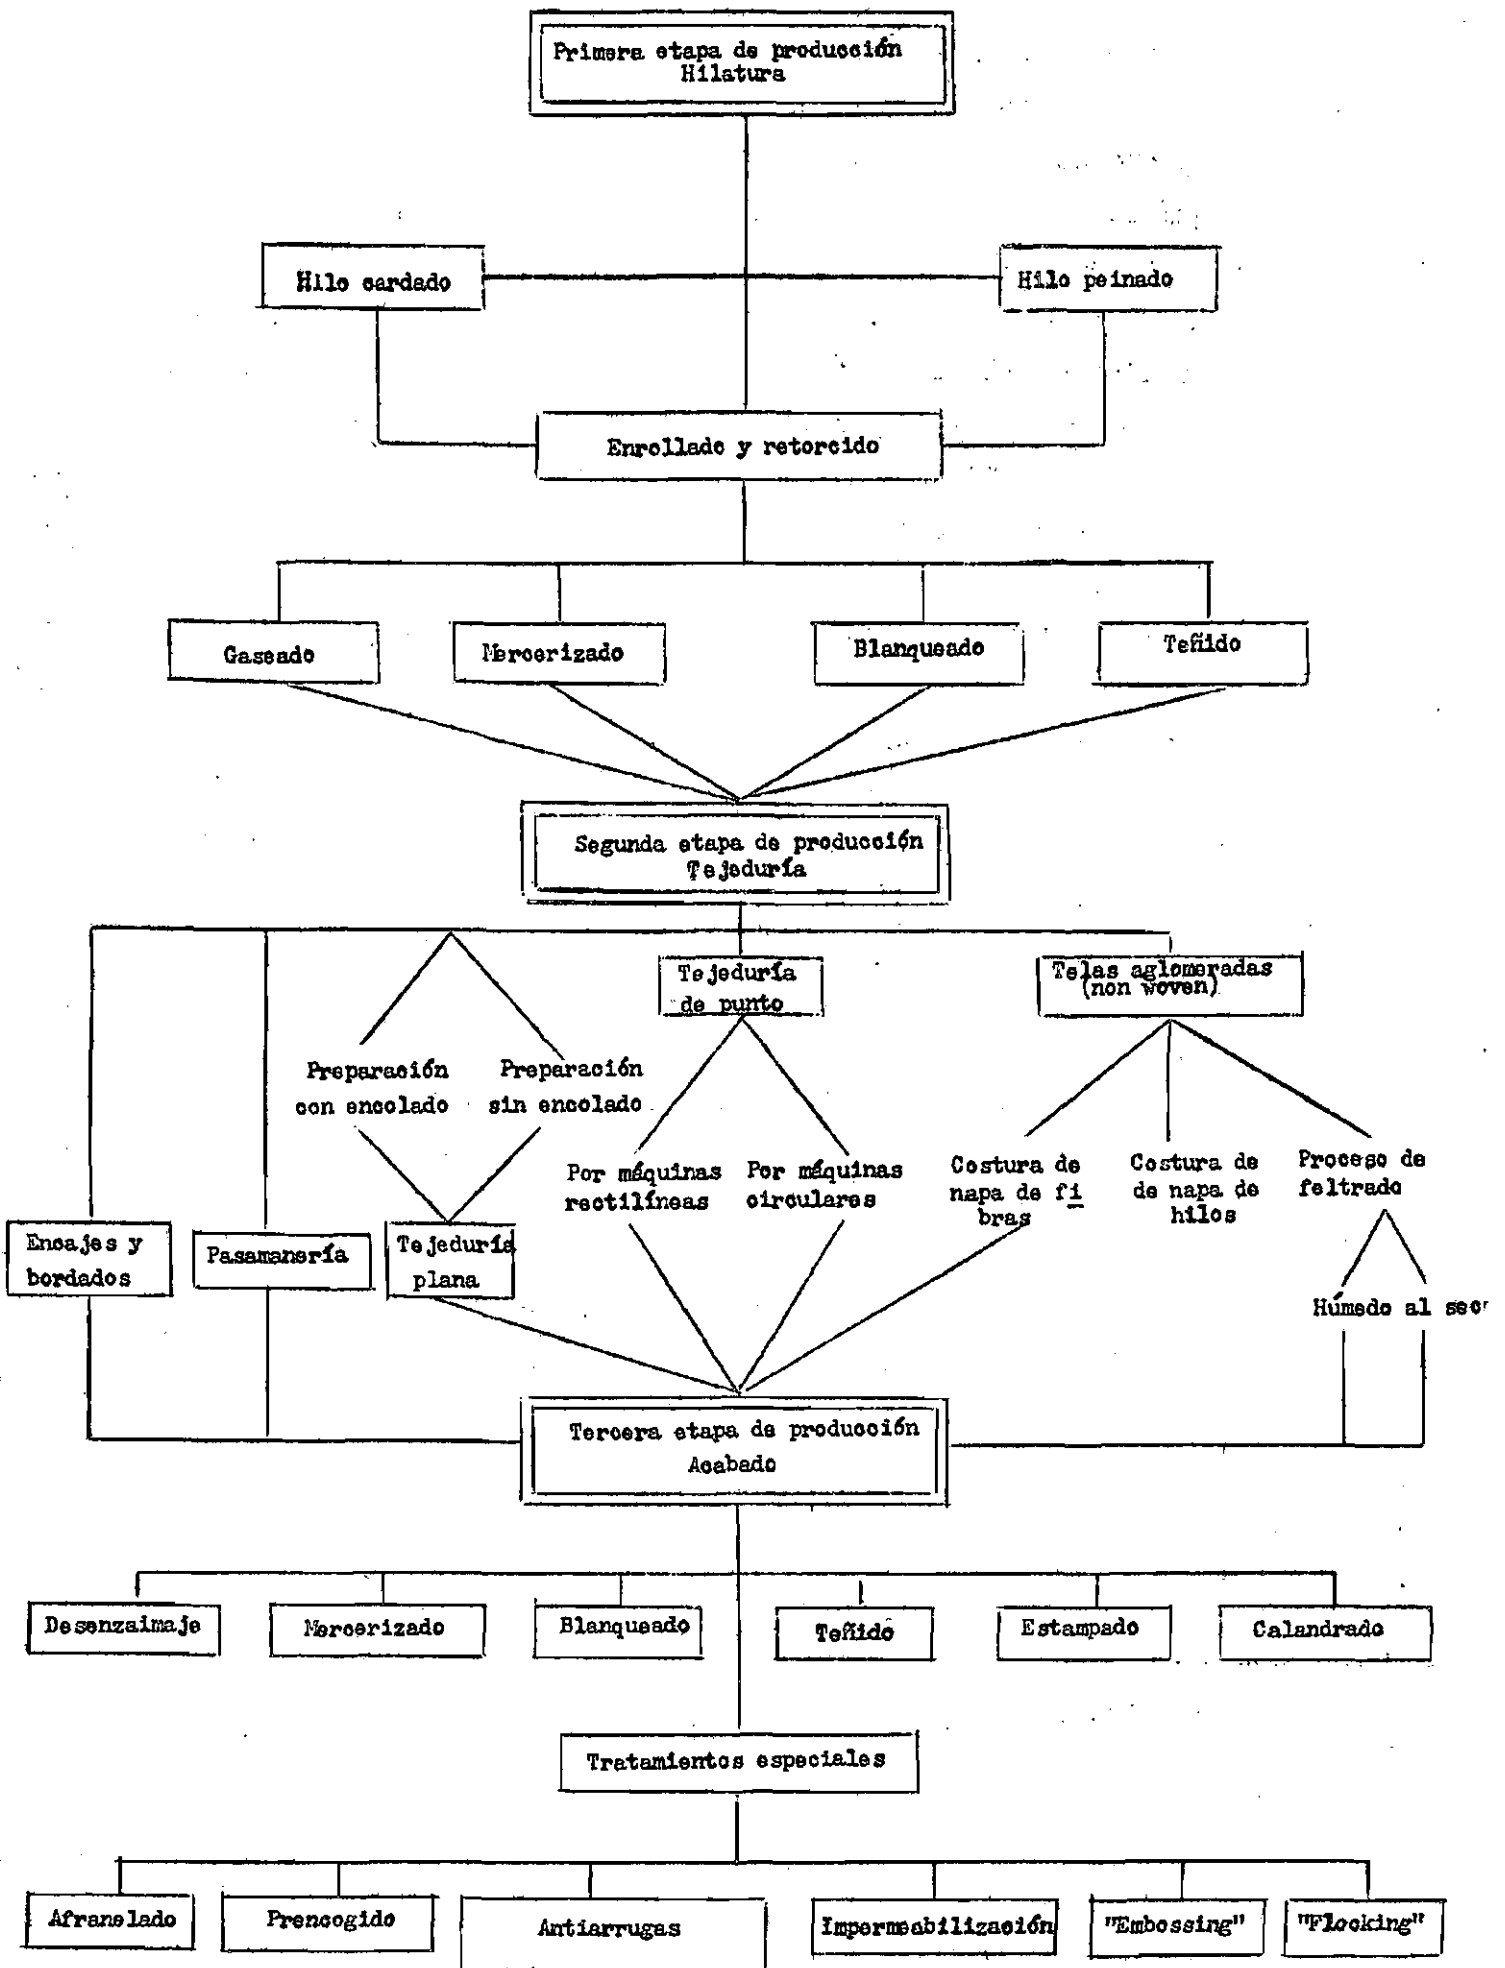 Primera etapa de producción
Hilatura
Hilo cardado
Hilo peinado
Enrollado y retorcido
Gaseado
Mercerizado
Blanqueado
Teñido
Segunda etapa de producción
Tejeduría
Tejeduría
de punto
Telas aglomeradas
(non woven)
Preparación
con encolado
Preparación
sin encolado
Por máquinas
rectilíneas
Por máquinas
circulares
Costura de
napa de fi
bras
Costura de
de napa de
hilos
Proceso de
feltrado
Encajes y
bordados
Pasamanería
Tejeduría
plana
Húmedo al sec
Tercera etapa de producción
Acabado
Desenzaimaje
Mercerizado
Blanqueado
Teñido
Estampado
Calandrado
Tratamientos especiales
Afranelado
Prencogido
Antiarrugas
Impermeabilización
"Embossing"
"Flocking"